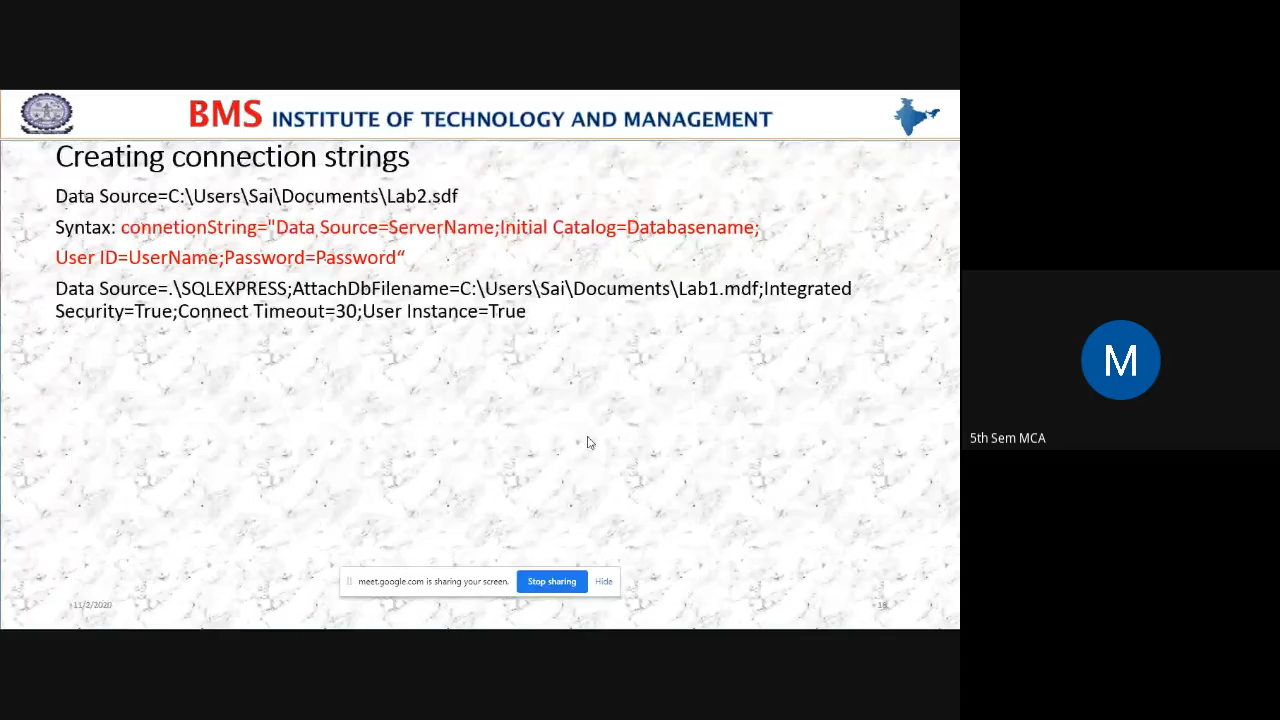 BMS INSTITUTE OF TECHNOLOGY AND MANAGEMENT
Creating connection strings
Data Source=C:\Users\Sai\Documents\Lab2.sdf
Syntax: connetionString="Data Source=ServerName;Initial Catalog=Databasename;
User ID=UserName;Password=Password“
Data Source=.\SQLEXPRESS;AttachDbFilename=C:\Users\Sai\Documents\Lab1.mdf;Integrated
Security=True;Connect Timeout=30;User Instance=True
M
5th Sem MCA
meet.google.com is sharing your screen.
Stop sharing
Hide
11/2/2020
18